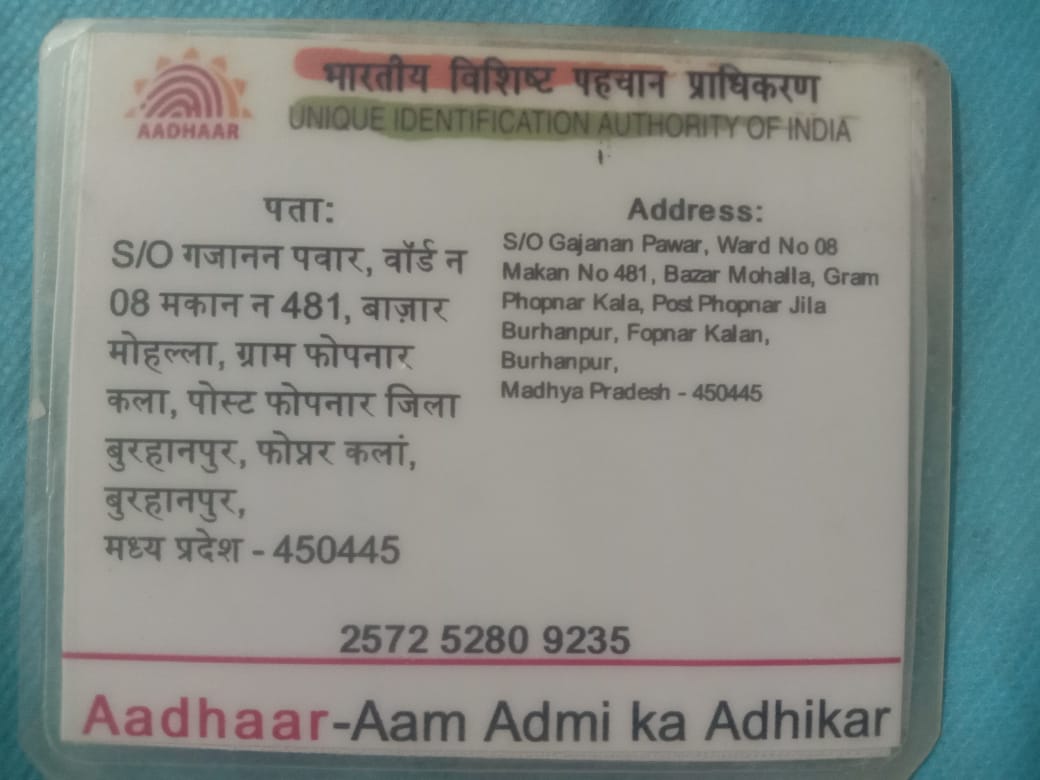 भारतीय विशिष्ट पहचान प्राधिकरण
AADHAAR
UNIQUE IDENTIFICATION AUTHORITY OF INDIA
पता:
S/O गजानन पवार, वॉर्ड न
08 मकान न 481, बाज़ार
मोहल्ला, ग्राम फोपनार
कला, पोस्ट फोपनार जिला
बुरहानपुर, फोप्नर कलां,
बुरहानपुर,
मध्य प्रदेश - 450445
Address:
S/O Gajanan Pawar, Ward No 08
Makan No 481, Bazar Mohalla, Gram
Phopnar Kala, Post Phopnar Jila
Burhanpur, Fopnar Kalan,
Burhanpur,
Madhya Pradesh - 450445
2572 5280 9235
Aadhaar-Aam Admi ka Adhikar